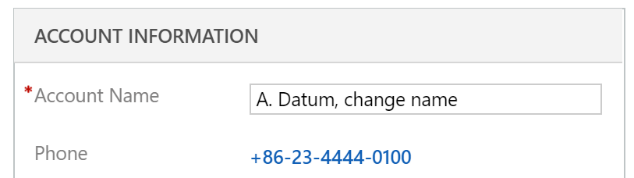 ACCOUNT INFORMATION
*Account Name
A. Datum, change name
Phone
+86-23-4444-0100